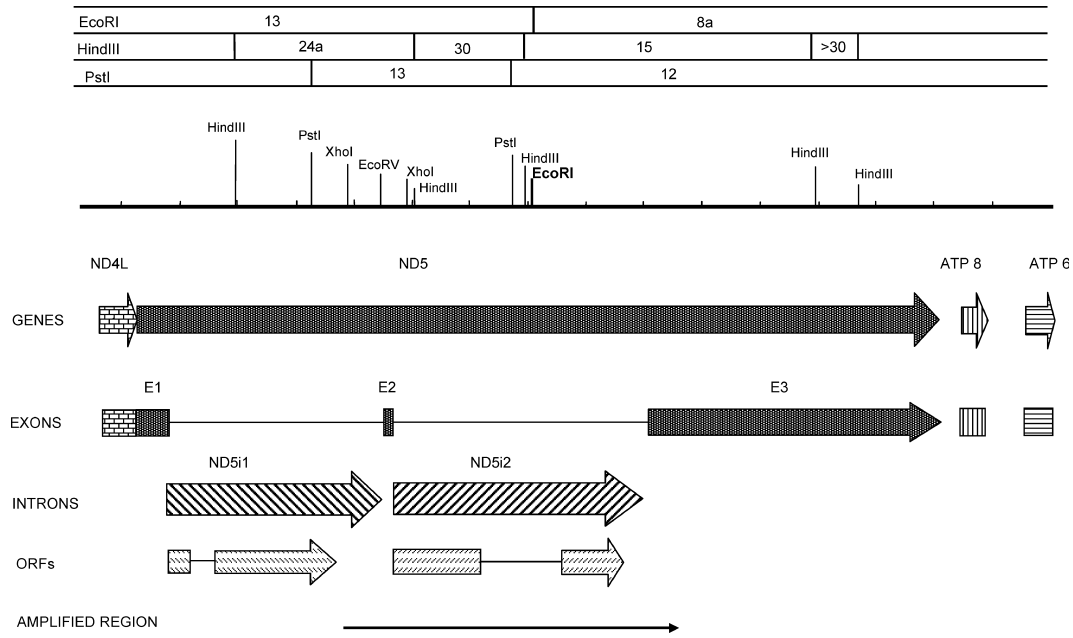 EcoRI 13 8a
HindIII 24a 30 15 >30
PstI 13 12
HindIII PstI XhoI EcoRV XhoI HindIII PstI HindIII EcoRI HindIII HindIII
ND4L ND5 ATP 8 ATP 6
GENES
E1 E2 E3
EXONS
ND5i1 ND5i2
INTRONS
ORFs
AMPLIFIED REGION